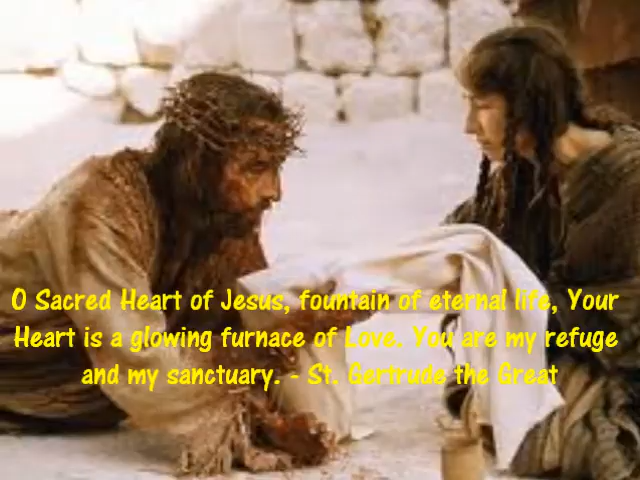 O Sacred Heart of Jesus, fountain of eternal life, Your
Heart is a glowing furnace of Love. You are my refuge
and my sanctuary. - St. Gertrude the Great